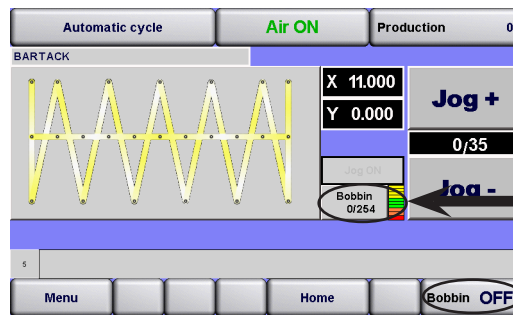 Automatic cycle
Air ON
Production 0
BARTACK
X 11.000
Y 0.000
Jog +
0/35
Jog ON
Jog -
Bobbin
0/254
5
Menu
Home
Bobbin OFF